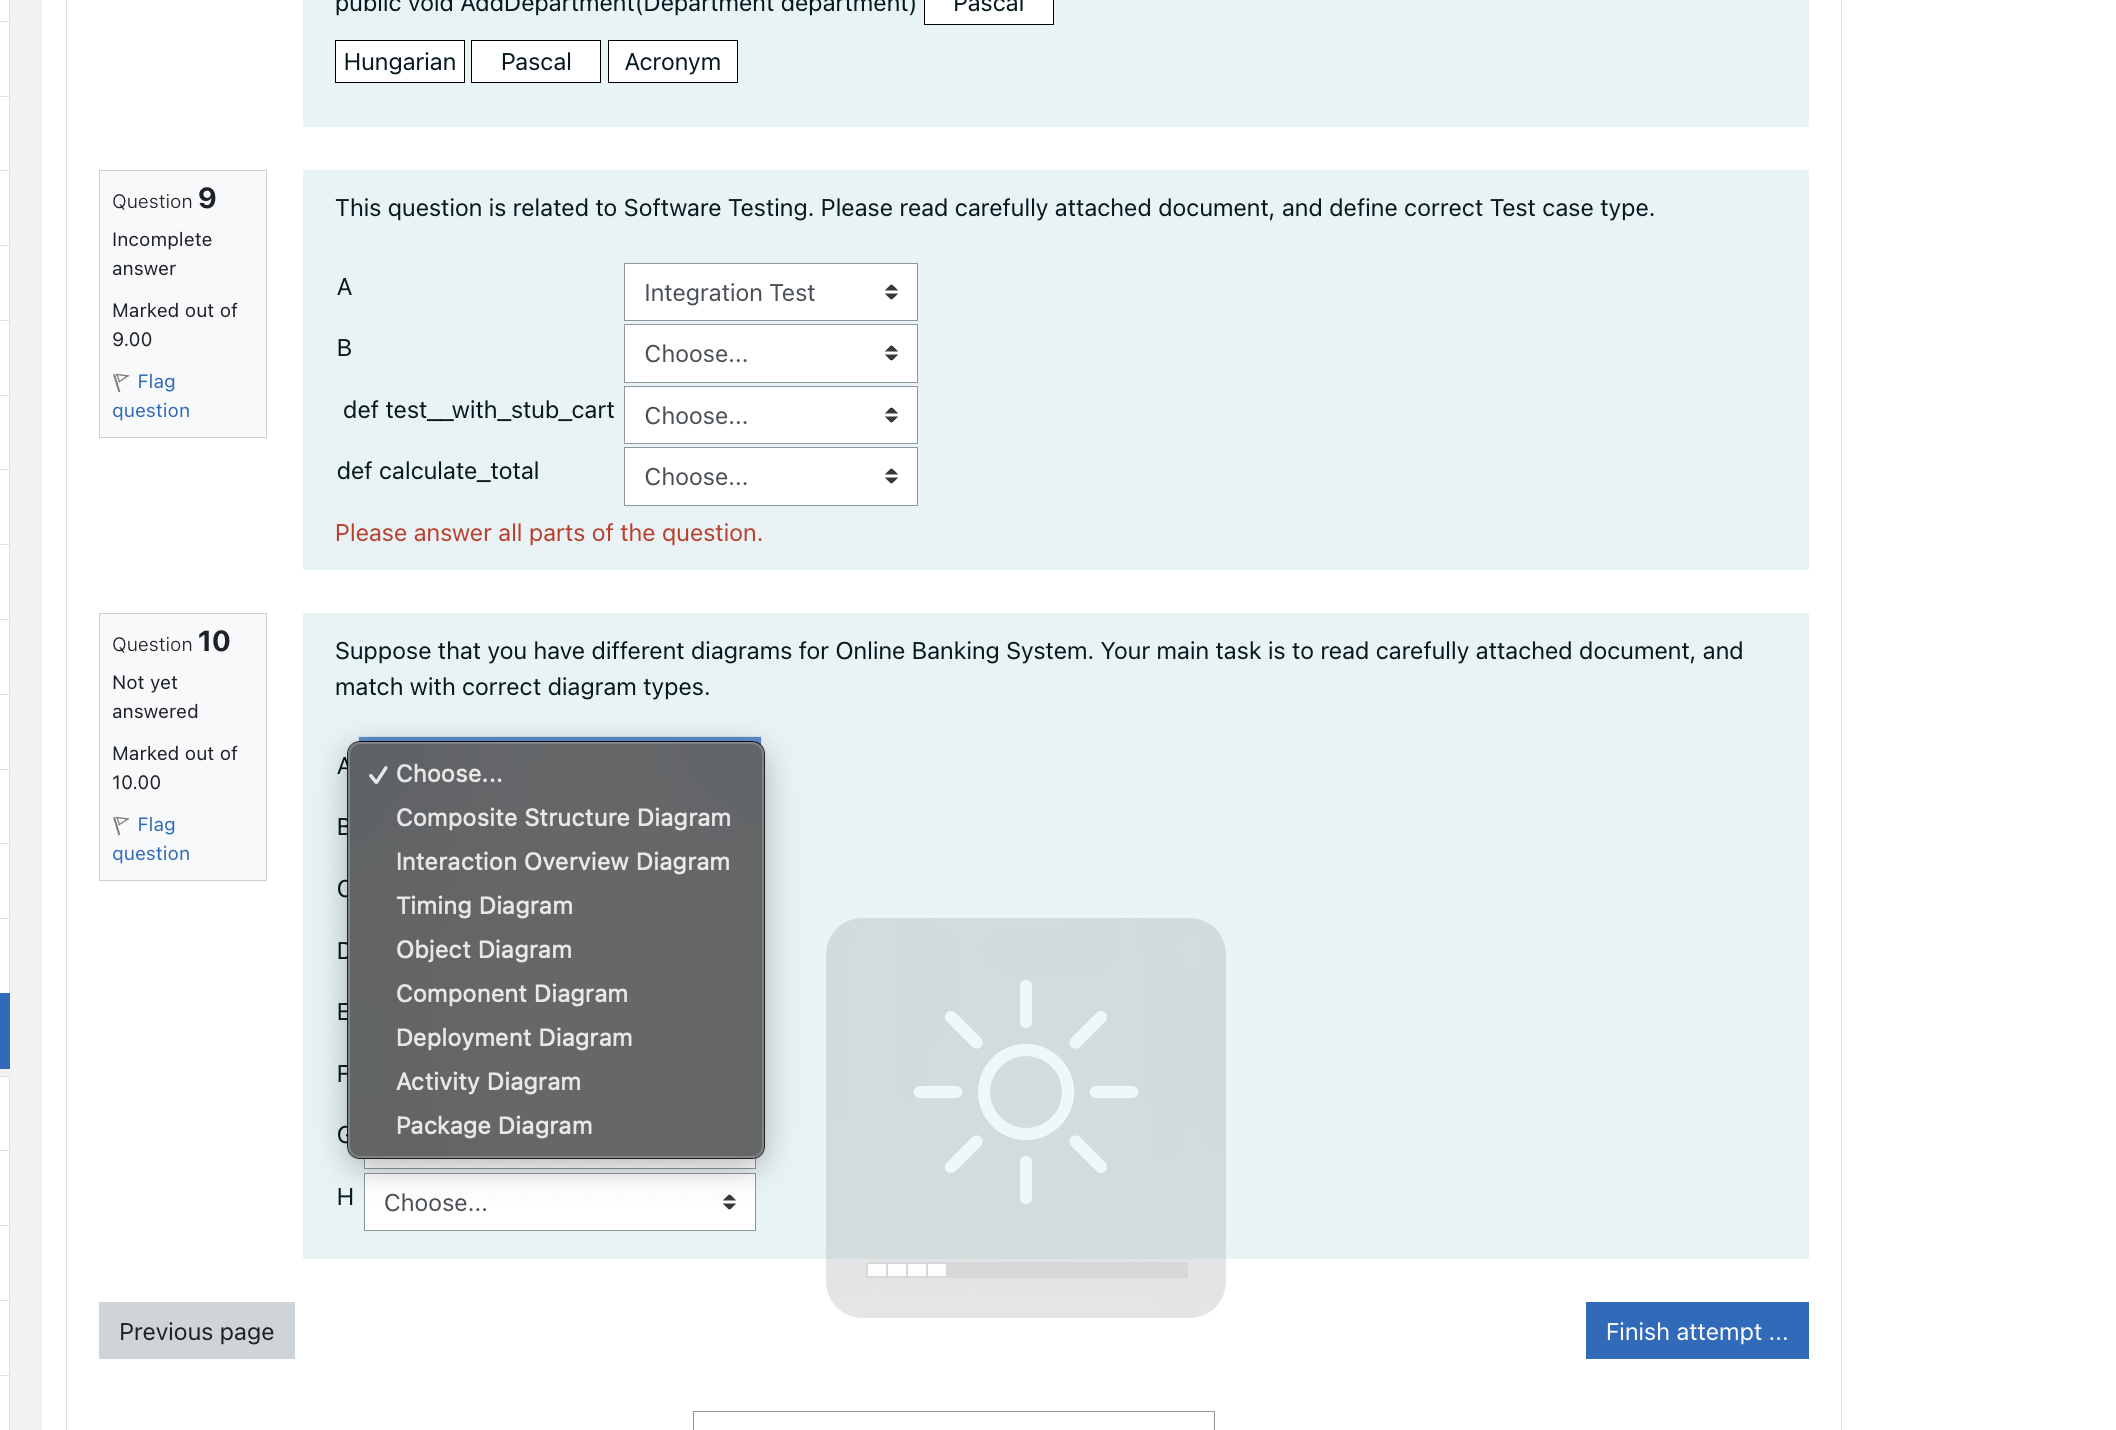 public void AddDepartment(Department department) Pascal
Hungarian Pascal Acronym
Question 9
Incomplete
answer
Marked out of
9.00
Flag
question
This question is related to Software Testing. Please read carefully attached document, and define correct Test case type.
A Integration Test
B Choose...
def test__with_stub_cart Choose...
def calculate_total Choose...
Please answer all parts of the question.
Question 10
Not yet
answered
Marked out of
10.00
Flag
question
Suppose that you have different diagrams for Online Banking System. Your main task is to read carefully attached document, and
match with correct diagram types.
A
✓ Choose...
Composite Structure Diagram
B
Interaction Overview Diagram
C
Timing Diagram
D
Object Diagram
Component Diagram
E
Deployment Diagram
F
Activity Diagram
G
Package Diagram
H Choose...
Previous page
Finish attempt ...